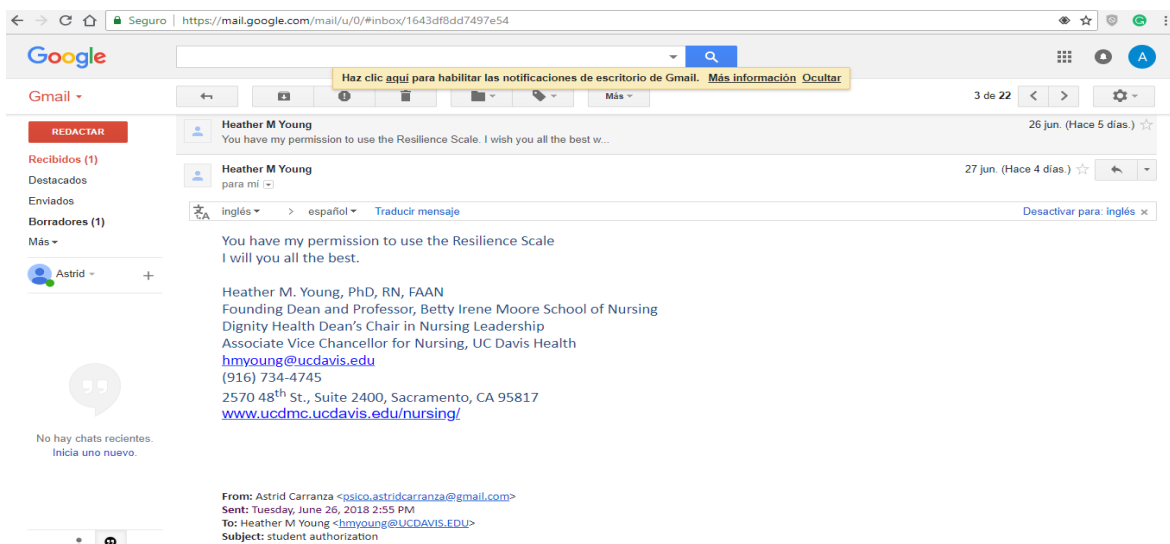 Seguro | https://mail.google.com/mail/u/0/#inbox/1643df8dd7497e54
Google
Haz clic aquí para habilitar las notificaciones de escritorio de Gmail. Más información Ocultar
A
Gmail
Más
3 de 22
REDACTAR
Recibidos (1)
Destacados
Enviados
Borradores (1)
Más
Astrid
+
No hay chats recientes.
Inicia uno nuevo.
Heather M Young
26 jun. (Hace 5 días.)
You have my permission to use the Resilience Scale. I wish you all the best w...
Heather M Young
27 jun. (Hace 4 días.)
para mí
inglés > español Traducir mensaje
Desactivar para: inglés ×
You have my permission to use the Resilience Scale
I will you all the best.
Heather M. Young, PhD, RN, FAAN
Founding Dean and Professor, Betty Irene Moore School of Nursing
Dignity Health Dean's Chair in Nursing Leadership
Associate Vice Chancellor for Nursing, UC Davis Health
hmyoung@ucdavis.edu
(916) 734-4745
2570 48th St., Suite 2400, Sacramento, CA 95817
www.ucdmc.ucdavis.edu/nursing/
From: Astrid Carranza <psico.astridcarranza@gmail.com>
Sent: Tuesday, June 26, 2018 2:55 PM
To: Heather M Young <hmyoung@UCDAVIS.EDU>
Subject: student authorization